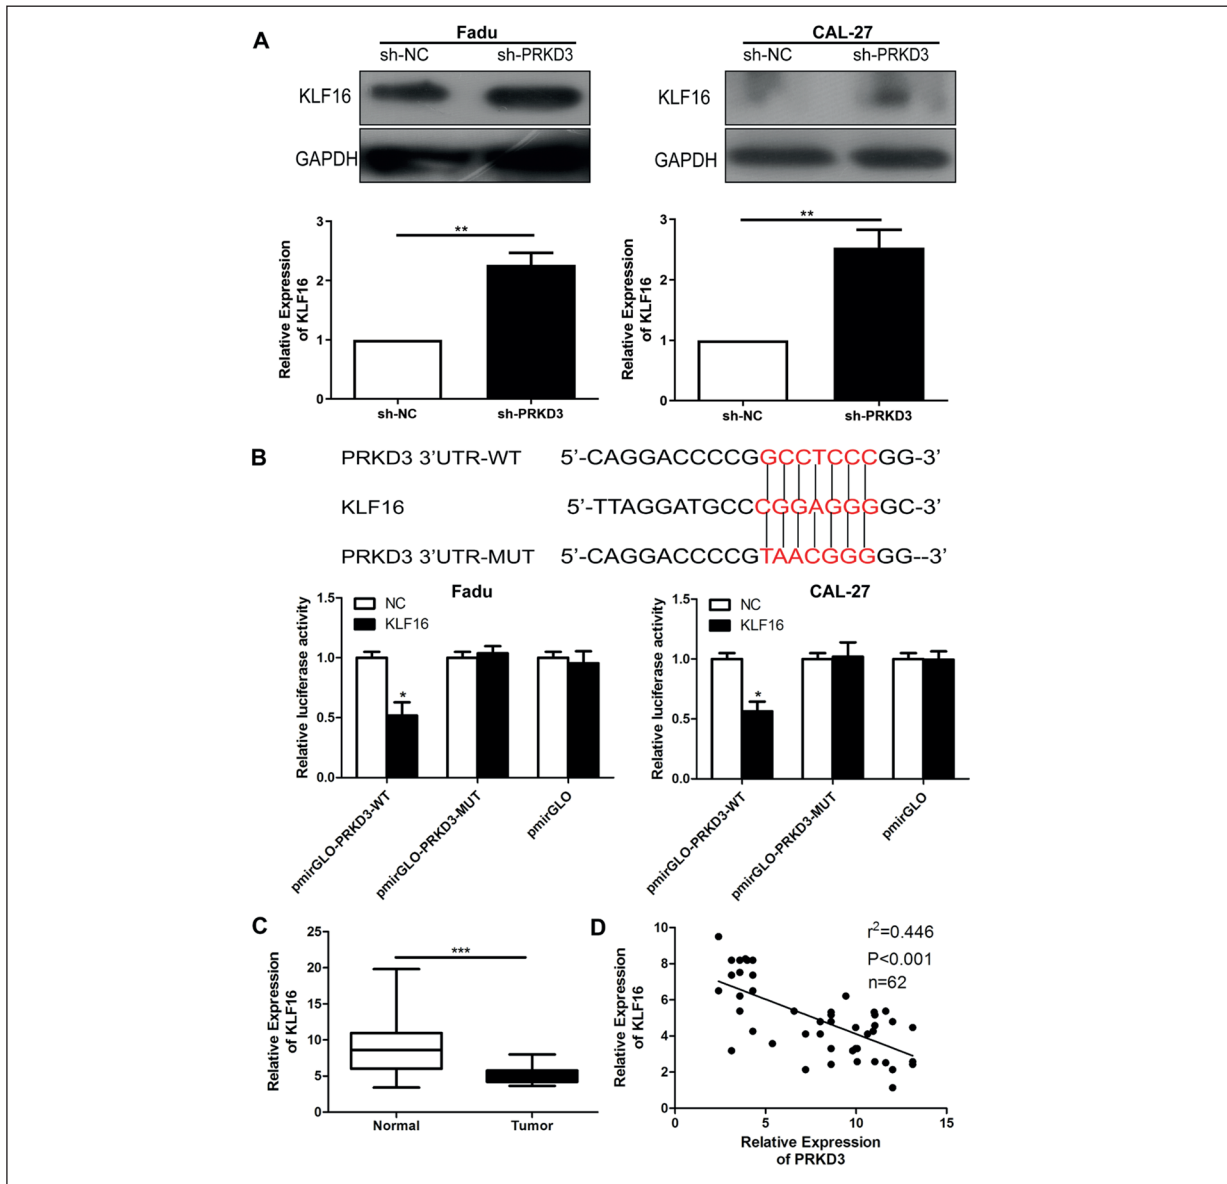 A
Fadu
sh-NC sh-PRKD3
KLF16
GAPDH
CAL-27
sh-NC sh-PRKD3
KLF16
GAPDH
Relative Expression
of KLF16
3
2
1
0
**
sh-NC sh-PRKD3
Relative Expression
of KLF16
3
2
1
0
**
sh-NC sh-PRKD3
B
PRKD3 3’UTR-WT 5’-CAGGACCCCGGCCTCCCGG-3’
KLF16 5’-TTAGGATGCCCGGAGGGGC-3’
PRKD3 3’UTR-MUT 5’-CAGGACCCCGTAACGGGGG--3’
Fadu
Relative luciferase activity
1.5
1.0
0.5
0.0
NC
KLF16
*
pmirGLO-PRKD3-WT
pmirGLO-PRKD3-MUT
pmirGLO
CAL-27
Relative luciferase activity
1.5
1.0
0.5
0.0
NC
KLF16
*
pmirGLO-PRKD3-WT
pmirGLO-PRKD3-MUT
pmirGLO
C
Relative Expression
of KLF16
25
20
15
10
5
0
***
Normal Tumor
D
Relative Expression
of KLF16
10
8
6
4
2
0
r²=0.446
P<0.001
n=62
0 5 10 15
Relative Expression
of PRKD3